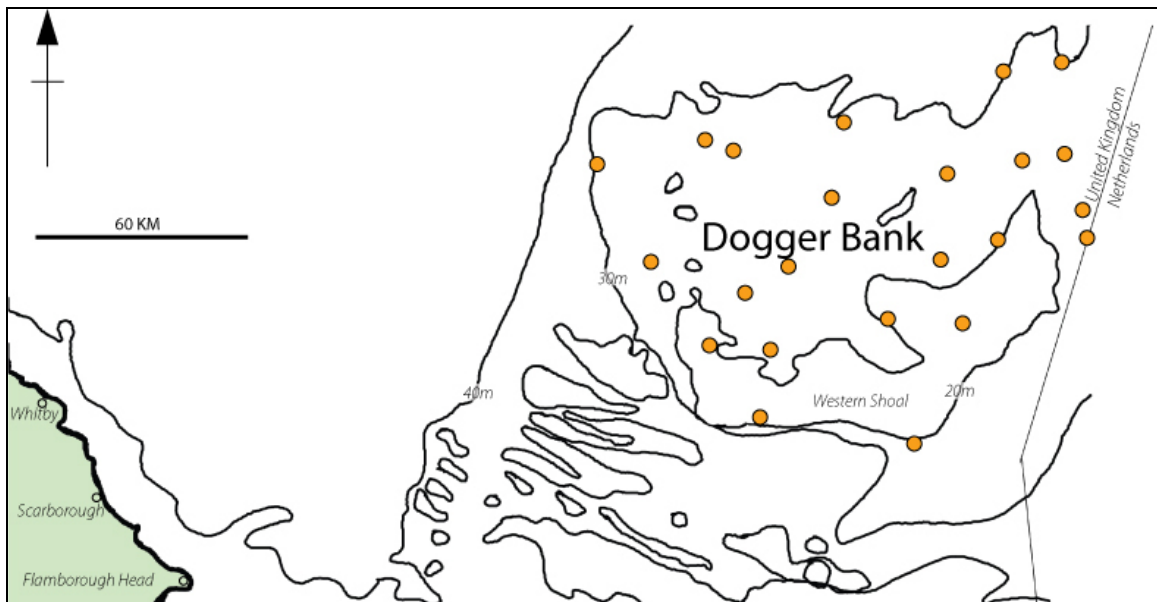 60 KM
United Kingdom
Netherlands
Dogger Bank
30m
40m
Western Shoal
20m
Whitby
Scarborough
Flamborough Head